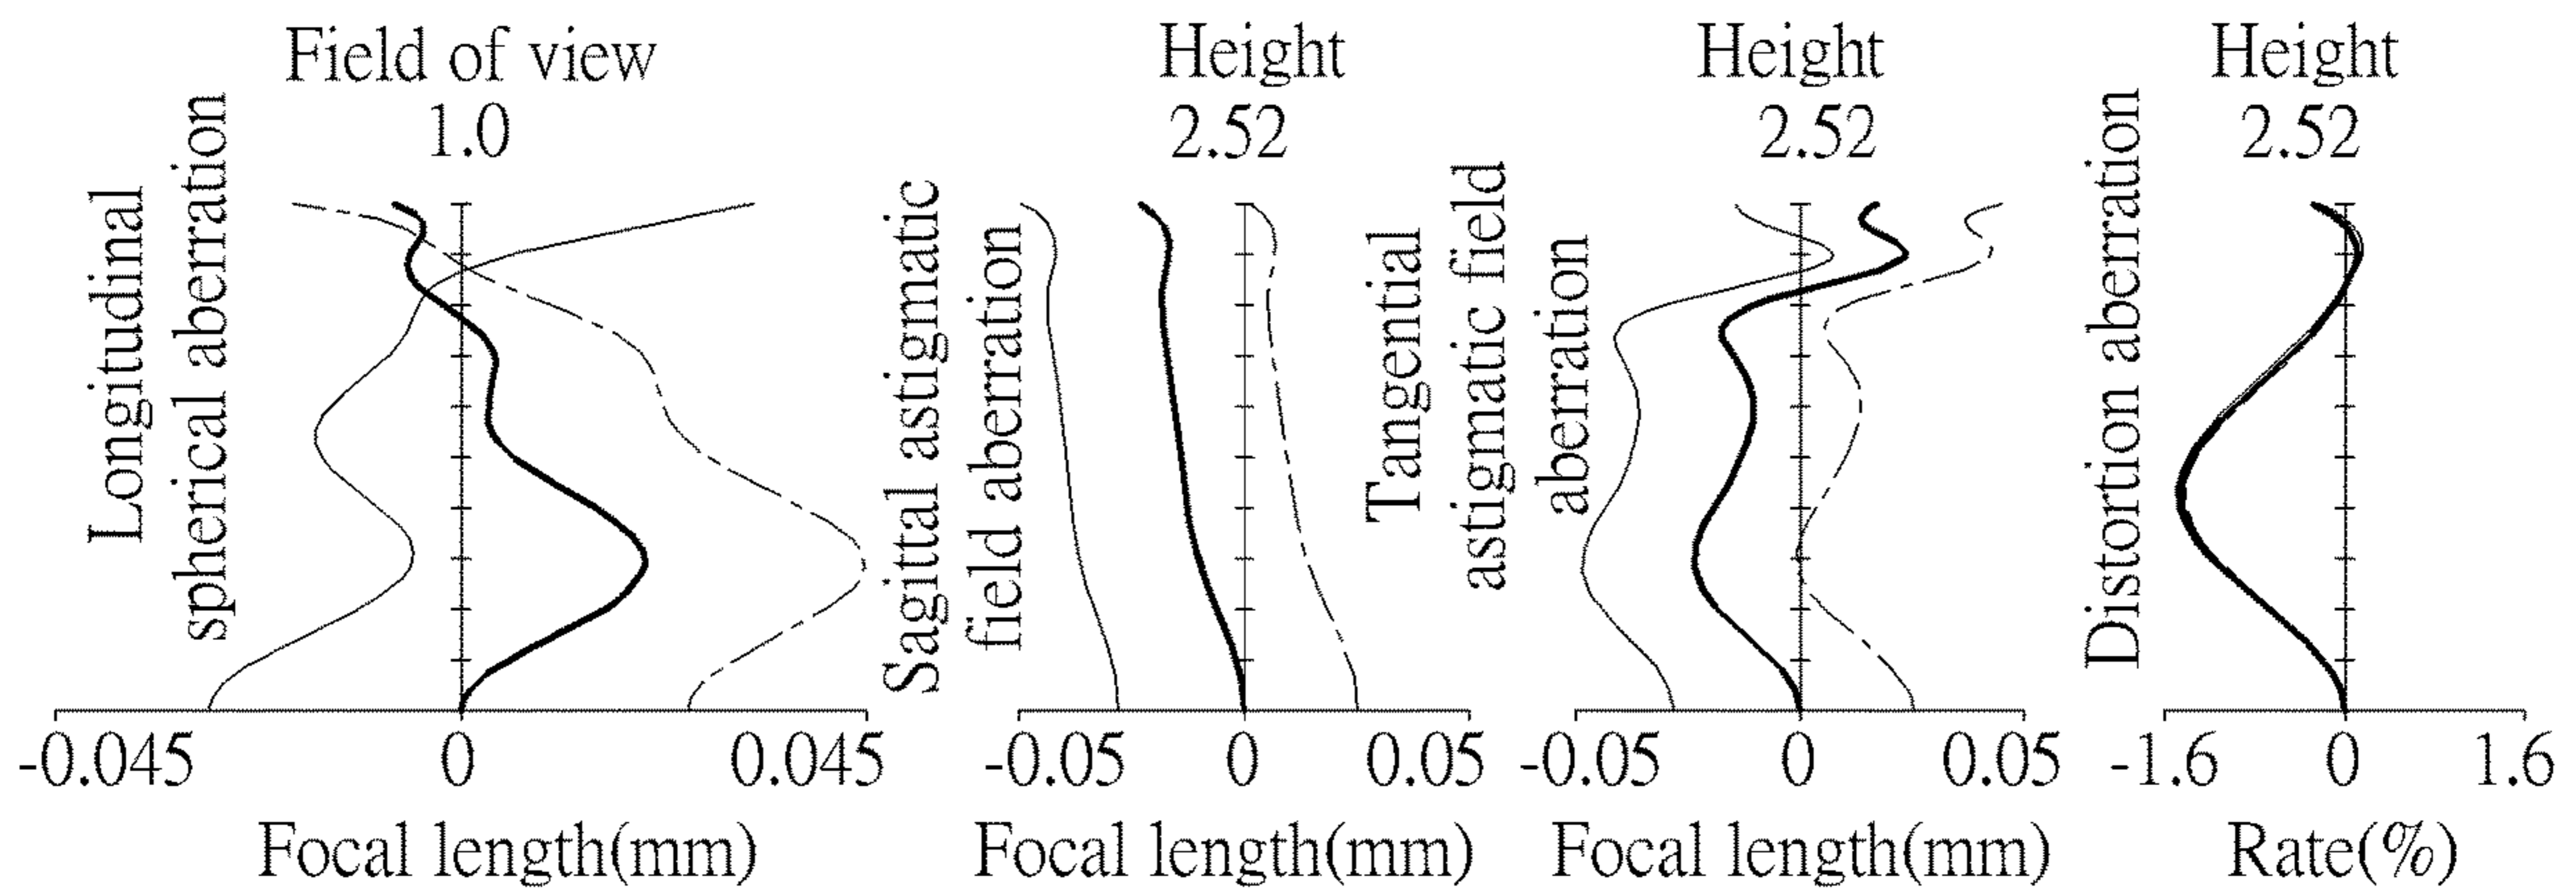 Field of view
1.0
Longitudinal
spherical aberration
-0.045 0 0.045
Focal length(mm)
Height
2.52
Sagittal astigmatic
field aberration
-0.05 0 0.05
Focal length(mm)
Height
2.52
Tangential
astigmatic field
aberration
-0.05 0 0.05
Focal length(mm)
Height
2.52
Distortion aberration
-1.6 0 1.6
Rate(%)